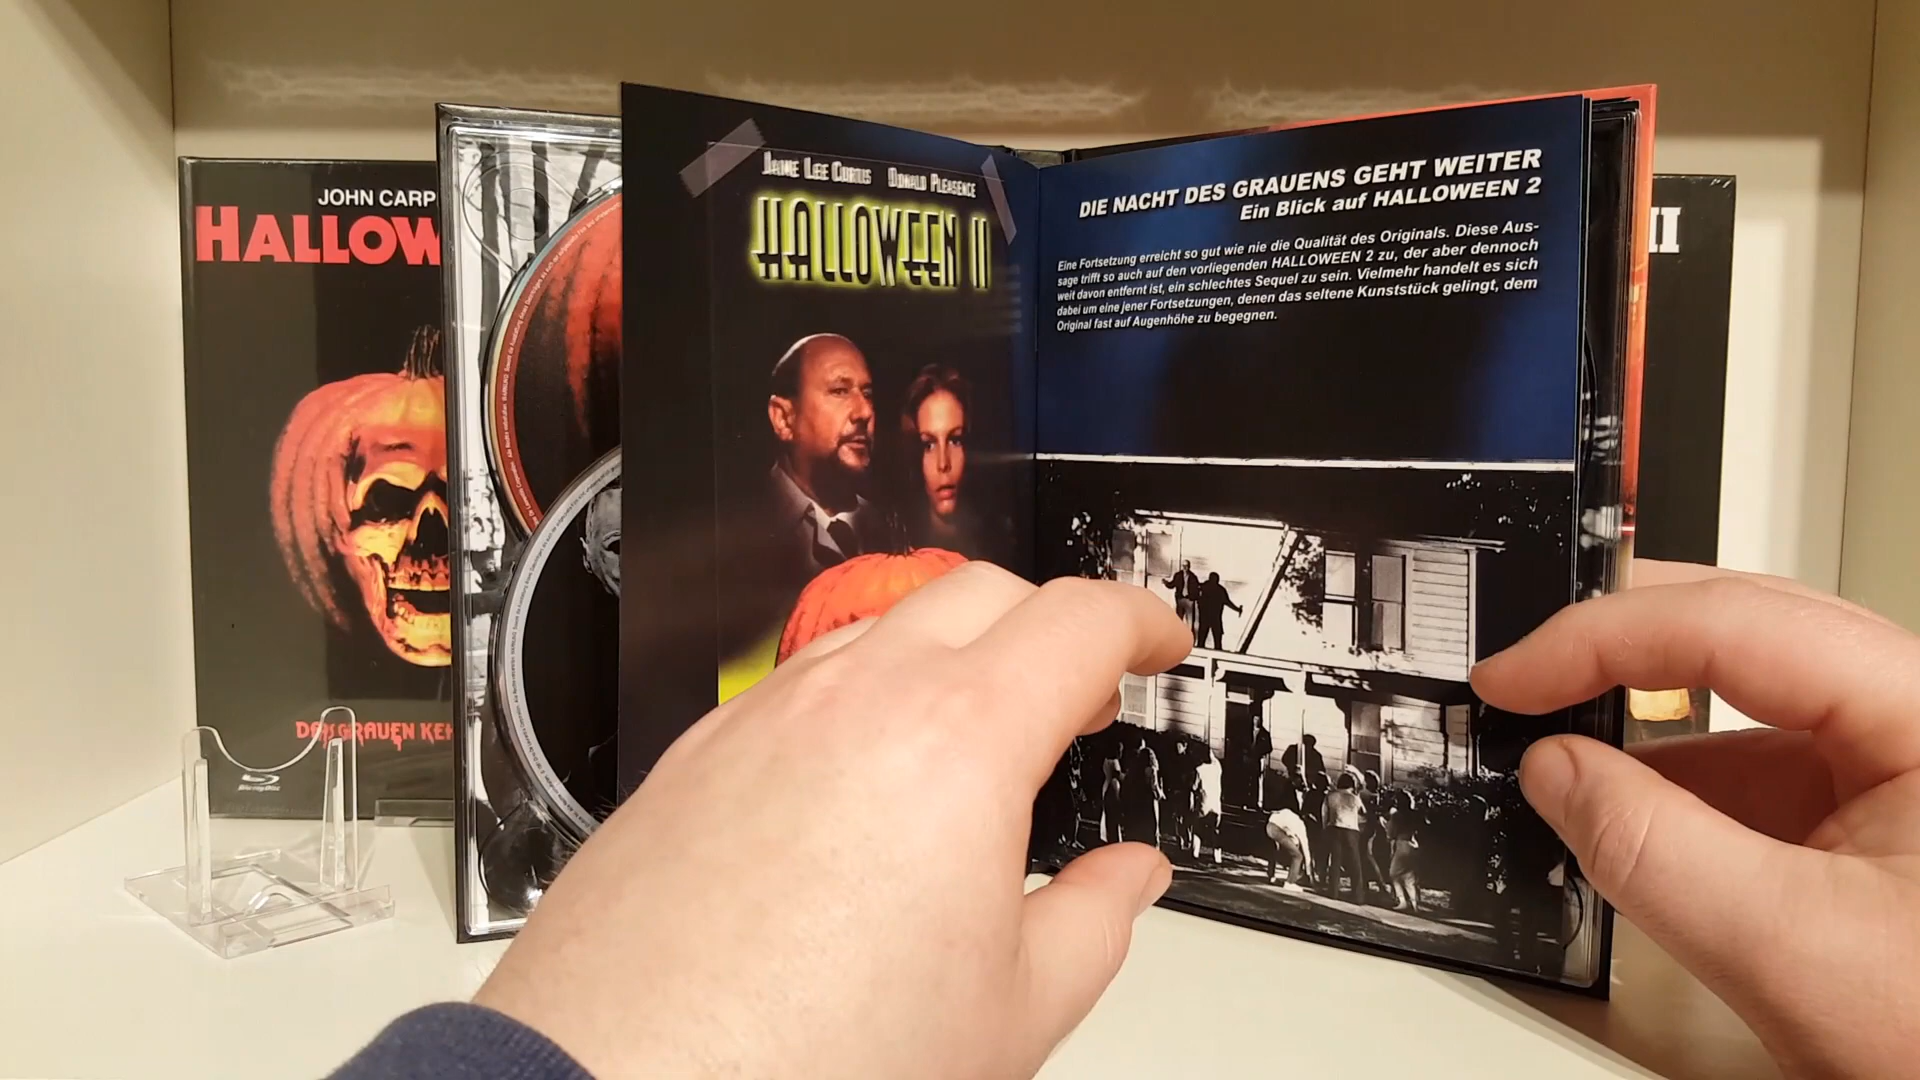 JOHN CARP
HALLOW
DAS GRAUEN KEH
Blu-ray Disc
JAMIE LEE CURTIS DONALD PLEASENCE
HALLOWEEN II
DIE NACHT DES GRAUENS GEHT WEITER
Ein Blick auf HALLOWEEN 2
Eine Fortsetzung erreicht so gut wie nie die Qualität des Originals. Diese Aus-
sage trifft so auch auf den vorliegenden HALLOWEEN 2 zu, der aber dennoch
weit davon entfernt ist, ein schlechtes Sequel zu sein. Vielmehr handelt es sich
dabei um eine jener Fortsetzungen, denen das seltene Kunststück gelingt, dem
Original fast auf Augenhöhe zu begegnen.
II